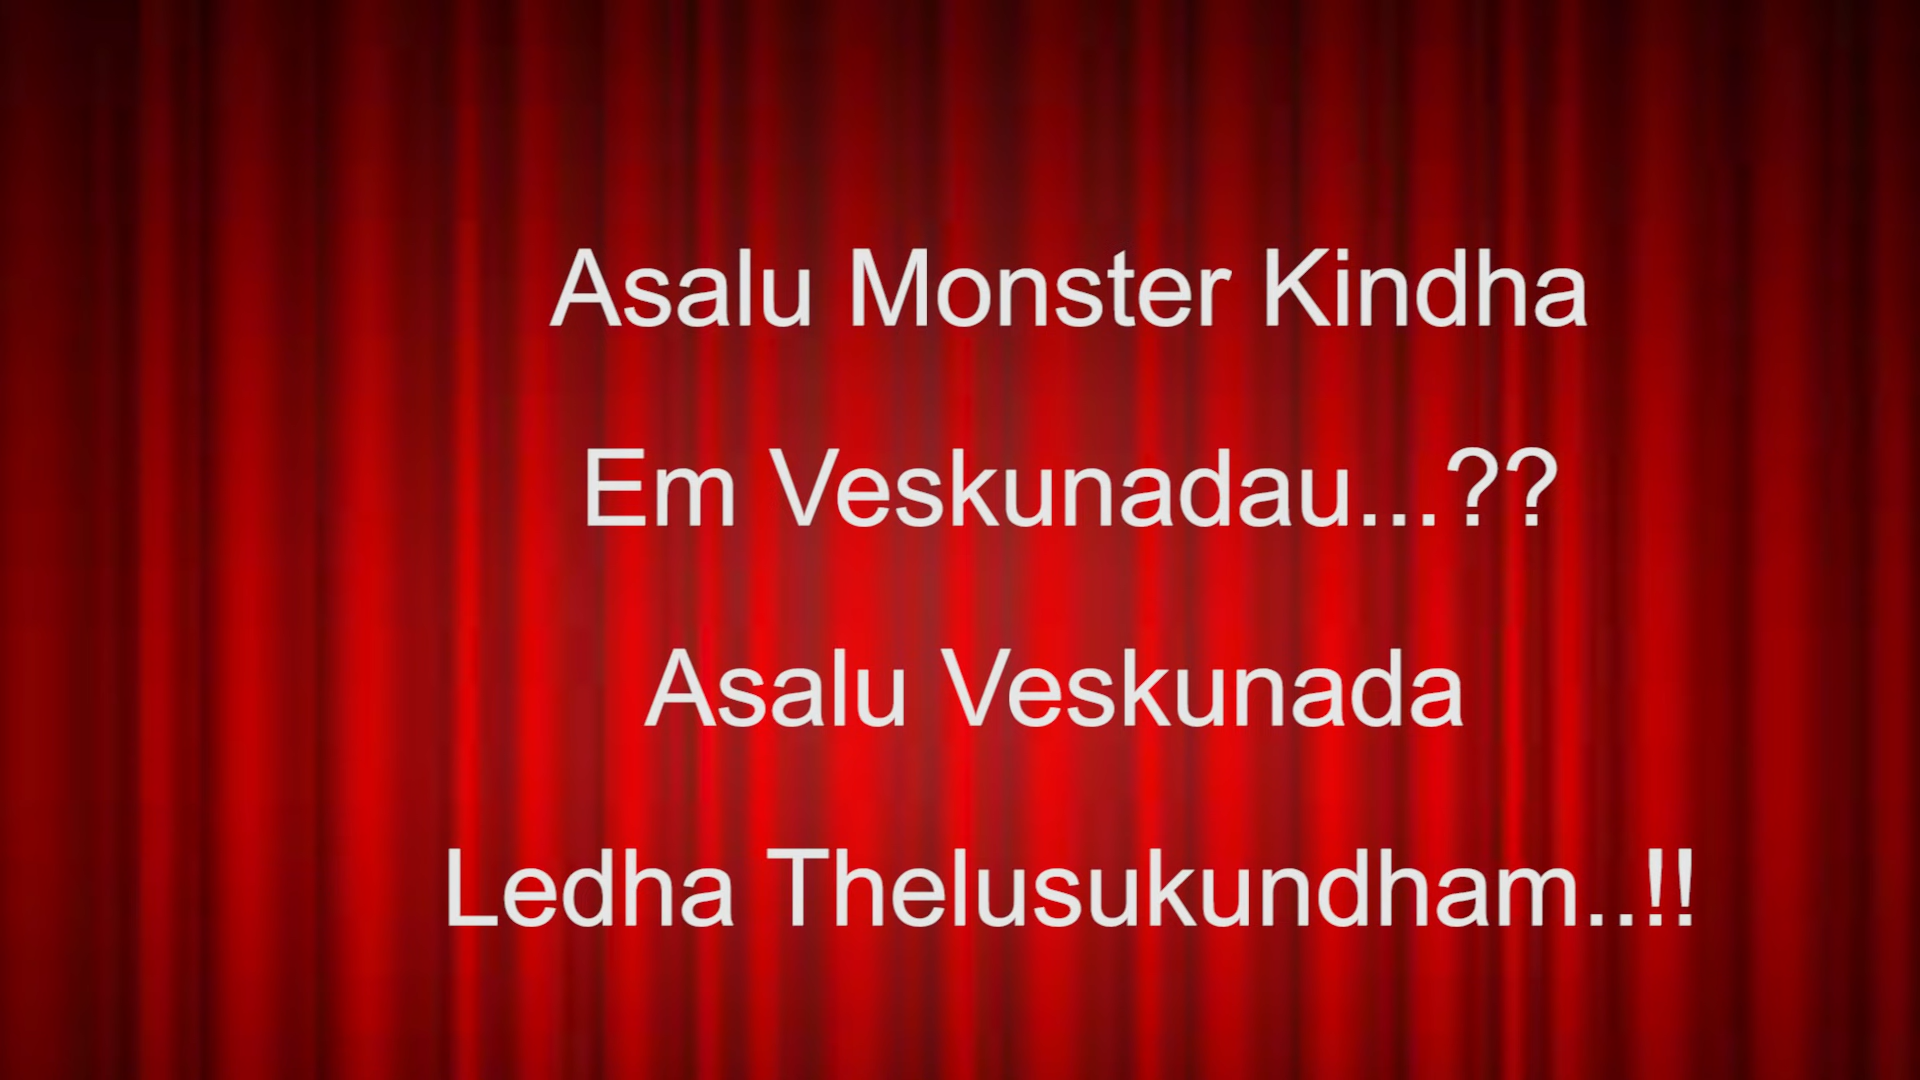 Asalu Monster Kindha
Em Veskunadau...??
Asalu Veskunada
Ledha Thelusukundham..!!